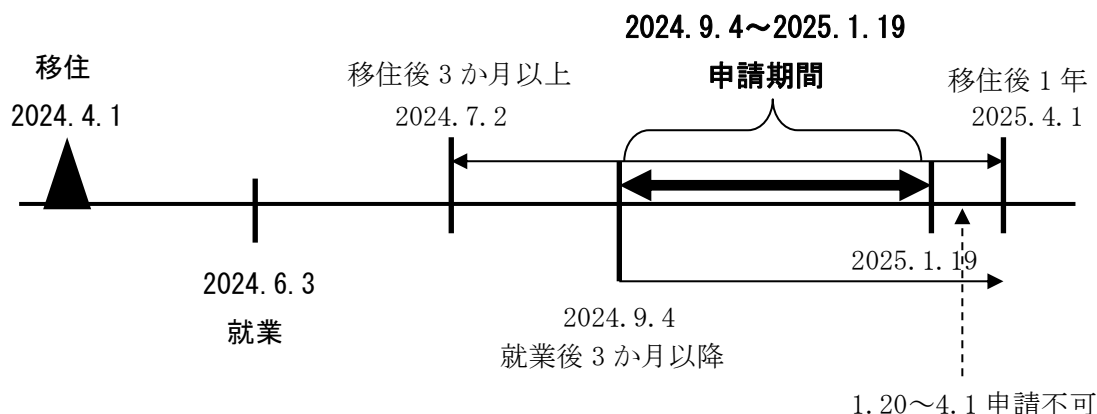 2024.9.4～2025.1.19
申請期間
移住
2024.4.1
移住後 3 か月以上
2024.7.2
移住後 1 年
2025.4.1
2024.6.3
就業
2025.1.19
2024.9.4
就業後 3 か月以降
1.20～4.1 申請不可